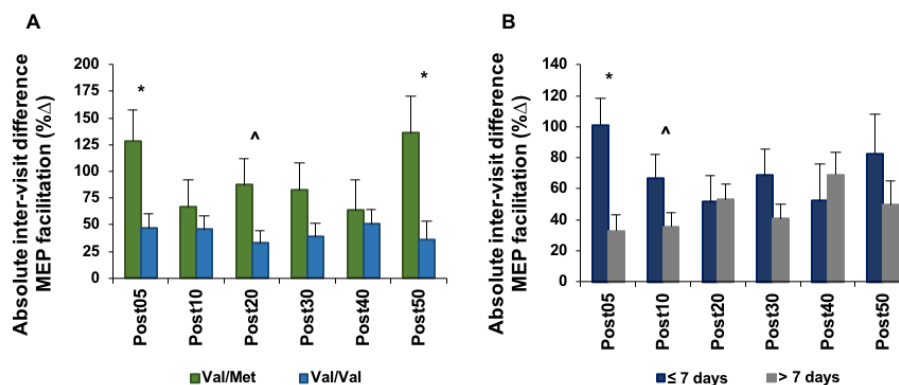 A
Absolute inter-visit difference
MEP facilitation (%Δ)
200
175
150
125
100
75
50
25
0
*
^
*
Post05
Post10
Post20
Post30
Post40
Post50
Val/Met
Val/Val
B
Absolute inter-visit difference
MEP facilitation (%Δ)
140
120
100
80
60
40
20
0
*
^
Post05
Post10
Post20
Post30
Post40
Post50
≤ 7 days
> 7 days